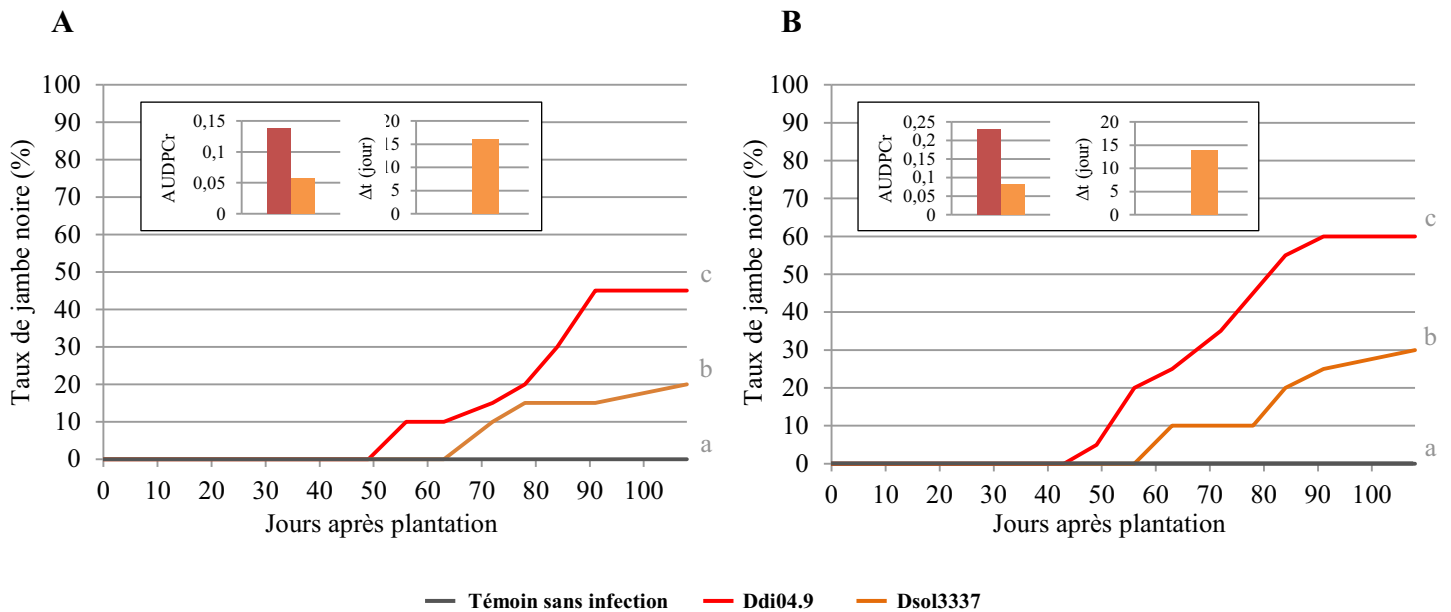 A
B
Taux de jambe noire (%)
100
90
80
70
60
50
40
30
20
10
0
0 10 20 30 40 50 60 70 80 90 100
Jours après plantation
AUDPCr
0,15
0,1
0,05
0
Δt (jour)
20
15
10
5
0
c
b
a
Taux de jambe noire (%)
100
90
80
70
60
50
40
30
20
10
0
0 10 20 30 40 50 60 70 80 90 100
Jours après plantation
AUDPCr
0,25
0,2
0,15
0,1
0,05
0
Δt (jour)
20
15
10
5
0
c
b
a
Témoin sans infection Ddi04.9 Dsol3337